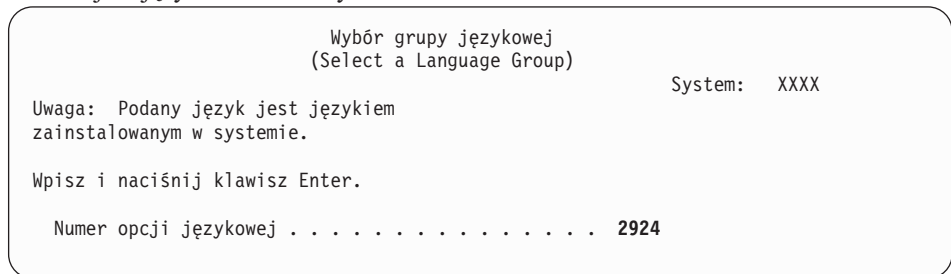 Wybór grupy językowej
(Select a Language Group)
System: XXXX
Uwaga: Podany język jest językiem
zainstalowanym w systemie.
Wpisz i naciśnij klawisz Enter.
Numer opcji językowej . . . . . . . . . . . . . . . 2924